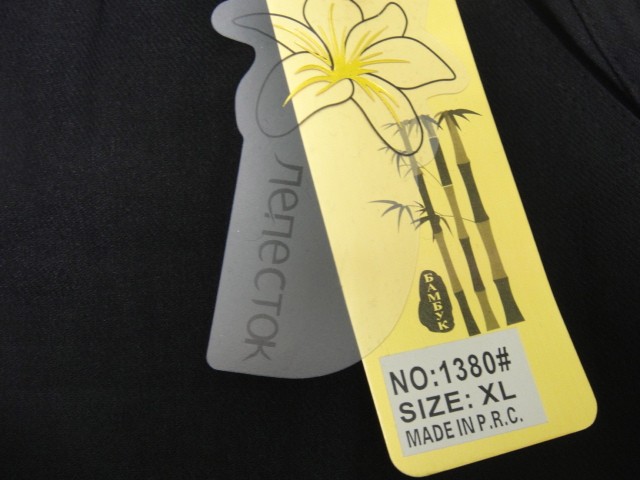 Лепесток
БАМБУК
NO:1380#
SIZE: XL
MADE IN P.R.C.